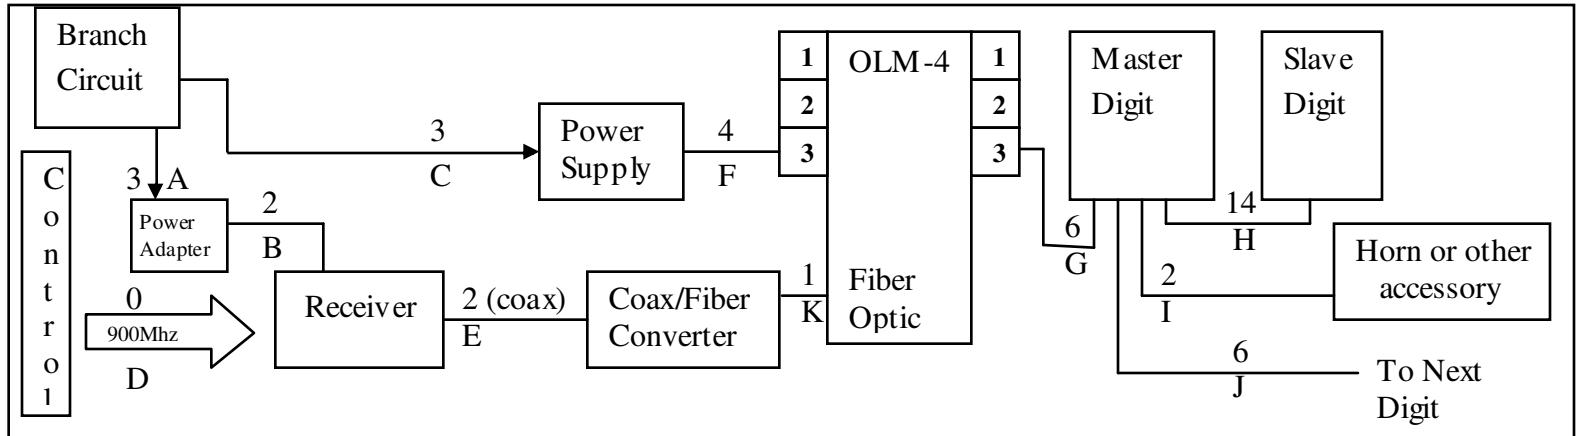 Branch
Circuit
C
o
n
t
r
o
l
3 A
Power
Adapter
2
B
3
C
Power
Supply
4
F
1
2
3
OLM-4
Fiber
Optic
1
2
3
0
900Mhz
D
Receiver
2 (coax)
E
Coax/Fiber
Converter
1
K
6
G
Master
Digit
Slave
Digit
14
H
2
I
Horn or other
accessory
6
J
To Next
Digit